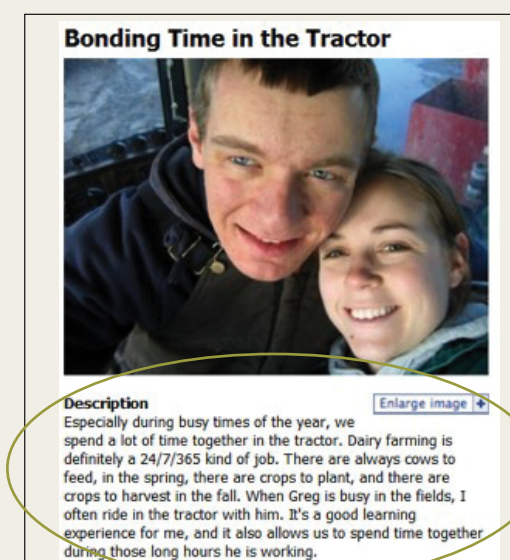 Bonding Time in the Tractor
Description
Enlarge image +
Especially during busy times of the year, we
spend a lot of time together in the tractor. Dairy farming is
definitely a 24/7/365 kind of job. There are always cows to
feed, in the spring, there are crops to plant, and there are
crops to harvest in the fall. When Greg is busy in the fields, I
often ride in the tractor with him. It's a good learning
experience for me, and it also allows us to spend time together
during those long hours he is working.